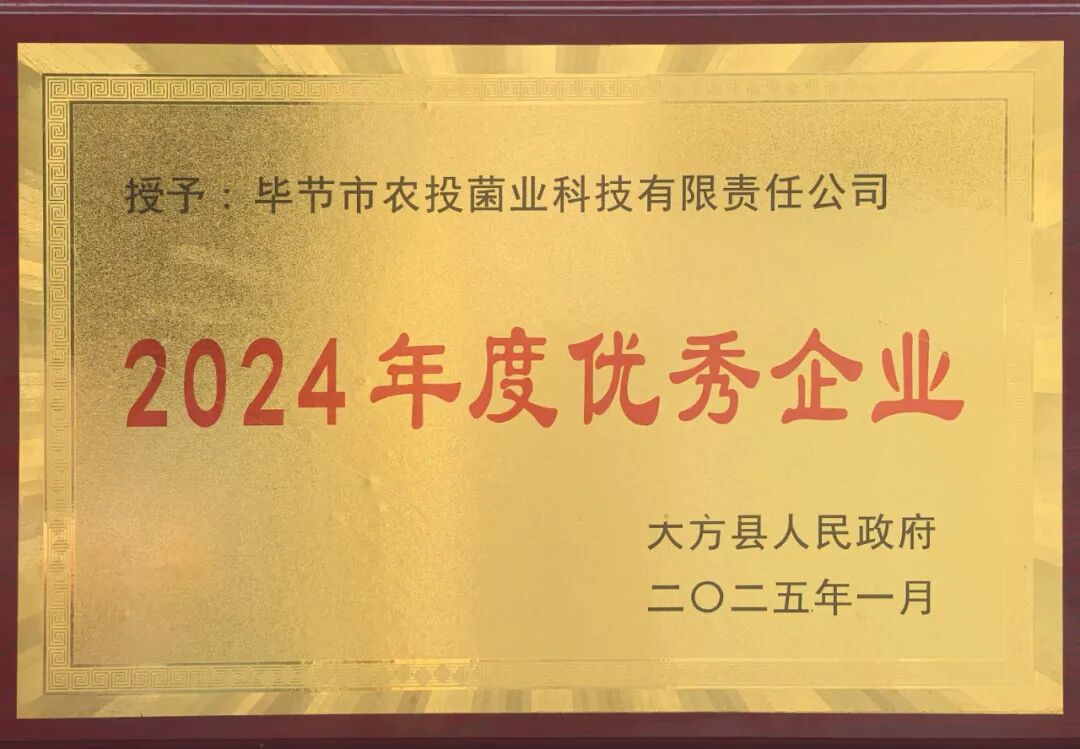 授予：毕节市农投菌业科技有限责任公司
2024年度优秀企业
大方县人民政府
二〇二五年一月